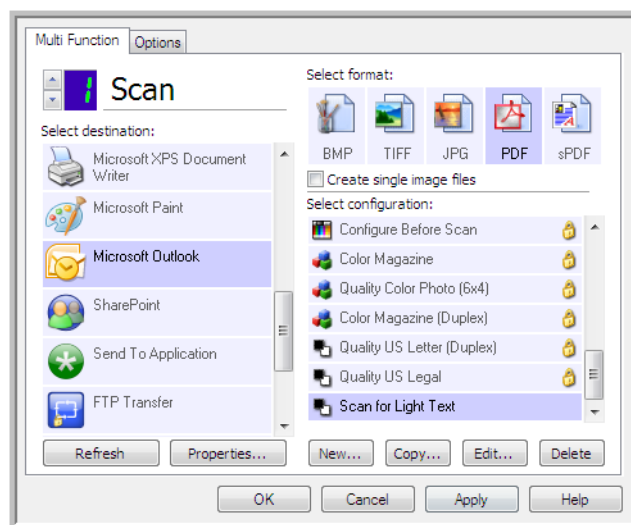 Multi Function
Options
1
Scan
Select destination:
Microsoft XPS Document
Writer
Microsoft Paint
Microsoft Outlook
SharePoint
Send To Application
FTP Transfer
Refresh
Properties...
Select format:
BMP
TIFF
JPG
PDF
sPDF
Create single image files
Select configuration:
Configure Before Scan
Color Magazine
Quality Color Photo (6x4)
Color Magazine (Duplex)
Quality US Letter (Duplex)
Quality US Legal
Scan for Light Text
New...
Copy...
Edit...
Delete
OK
Cancel
Apply
Help